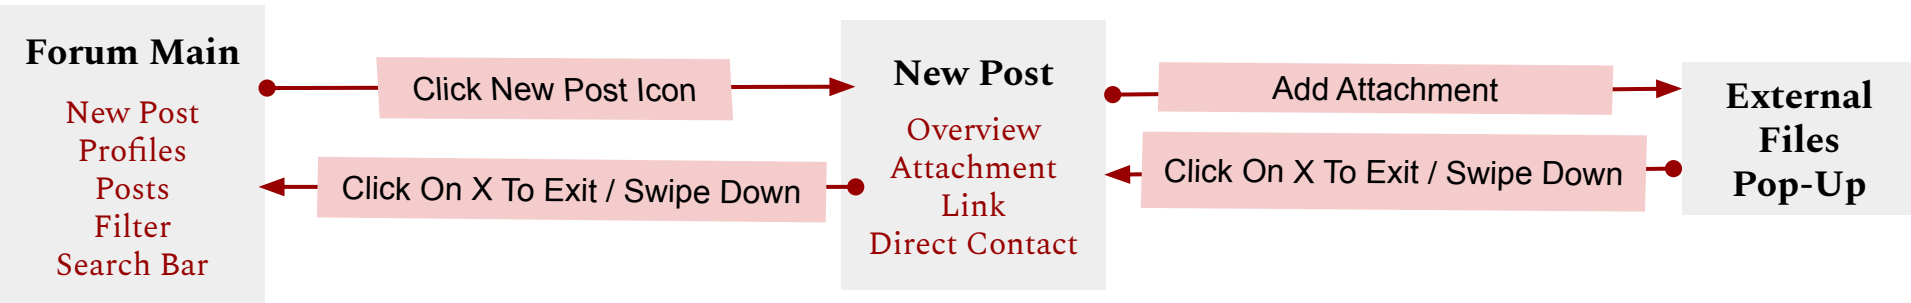 Forum Main
New Post
Profiles
Posts
Filter
Search Bar
Click New Post Icon
Click On X To Exit / Swipe Down
New Post
Overview
Attachment
Link
Direct Contact
Add Attachment
Click On X To Exit / Swipe Down
External
Files
Pop-Up